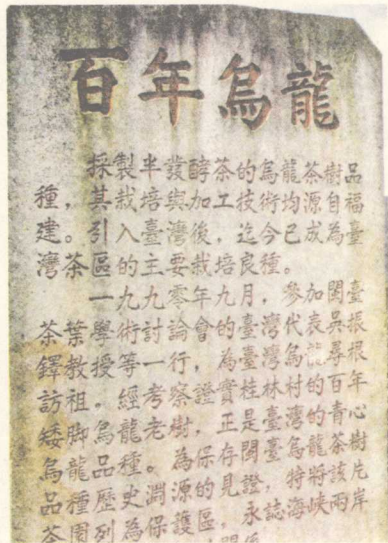 百年烏龍
採製半發酵茶的烏龍茶樹品
種,其栽培與加工技術均源自福
建。引入臺灣後,迄今已成為臺
灣茶區的主要栽培良種。
一九九零年九月,參加閩臺
茶葉學術討論會的臺灣代表吳振
鐸教授等一行,為臺灣烏龍尋根
訪祖。經考察證實桂林村的百年
矮腳烏龍老樹,正是臺灣的青心
烏龍品種。為保存閩臺烏龍茶樹
品種歷史淵源的見證,特將該片
茶園列為保護區,永誌海峽兩岸